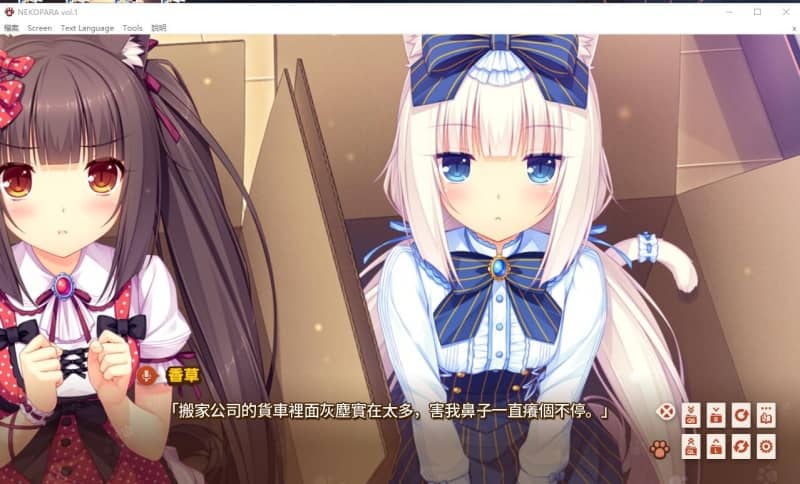 NEKOPARA vol.1
檔案 Screen Text Language Tools 說明 x
香草
「搬家公司的貨車裡面灰塵實在太多，害我鼻子一直癢個不停。」